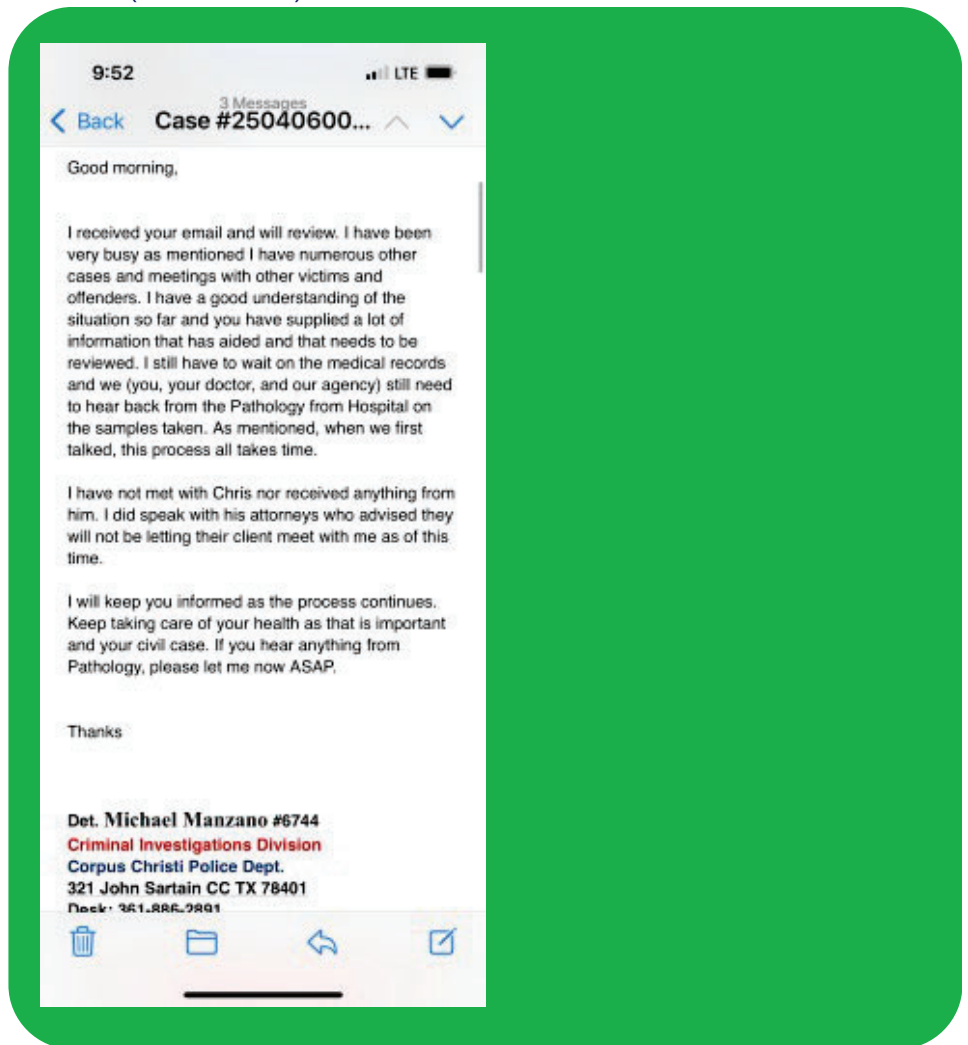 9:52
LTE
3 Messages
Back
Case #25040600...
Good morning,
I received your email and will review. I have been
very busy as mentioned I have numerous other
cases and meetings with other victims and
offenders. I have a good understanding of the
situation so far and you have supplied a lot of
information that has aided and that needs to be
reviewed. I still have to wait on the medical records
and we (you, your doctor, and our agency) still need
to hear back from the Pathology from Hospital on
the samples taken. As mentioned, when we first
talked, this process all takes time.
I have not met with Chris nor received anything from
him. I did speak with his attorneys who advised they
will not be letting their client meet with me as of this
time.
I will keep you informed as the process continues.
Keep taking care of your health as that is important
and your civil case. If you hear anything from
Pathology, please let me now ASAP.
Thanks
Det. Michael Manzano #6744
Criminal Investigations Division
Corpus Christi Police Dept.
321 John Sartain CC TX 78401
Desk: 361-886-2891